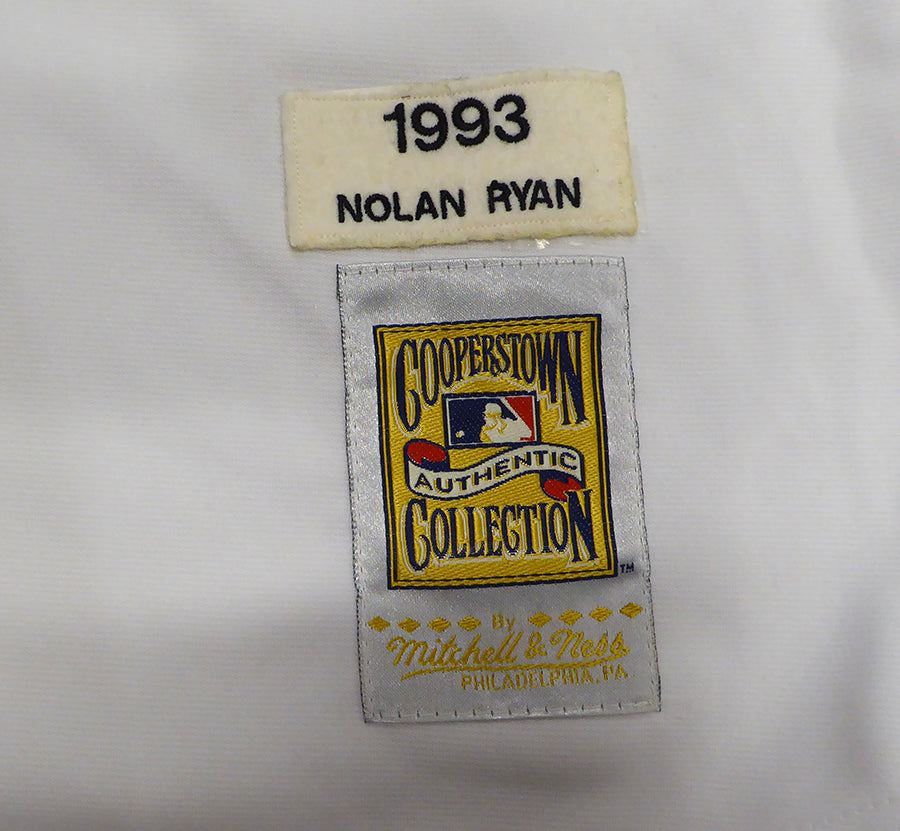 1993
NOLAN RYAN
COOPERSTOWN
AUTHENTIC
COLLECTION
TM
By
Mitchell & Ness
PHILADELPHIA, PA